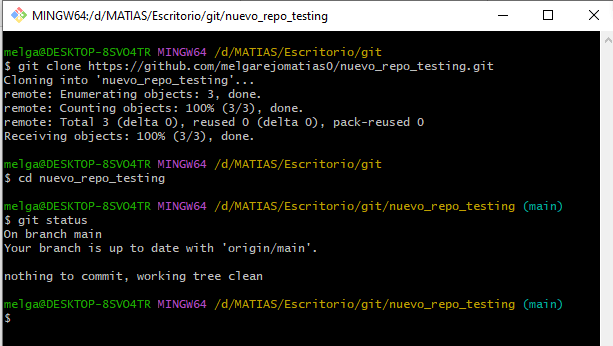 MINGW64:/d/MATIAS/Escritorio/git/nuevo_repo_testing
melga@DESKTOP-8SVO4TR MINGW64 /d/MATIAS/Escritorio/git
$ git clone https://github.com/melgarejomatias0/nuevo_repo_testing.git
Cloning into 'nuevo_repo_testing'...
remote: Enumerating objects: 3, done.
remote: Counting objects: 100% (3/3), done.
remote: Total 3 (delta 0), reused 0 (delta 0), pack-reused 0
Receiving objects: 100% (3/3), done.
melga@DESKTOP-8SVO4TR MINGW64 /d/MATIAS/Escritorio/git
$ cd nuevo_repo_testing
melga@DESKTOP-8SVO4TR MINGW64 /d/MATIAS/Escritorio/git/nuevo_repo_testing (main)
$ git status
On branch main
Your branch is up to date with 'origin/main'.
nothing to commit, working tree clean
melga@DESKTOP-8SVO4TR MINGW64 /d/MATIAS/Escritorio/git/nuevo_repo_testing (main)
$